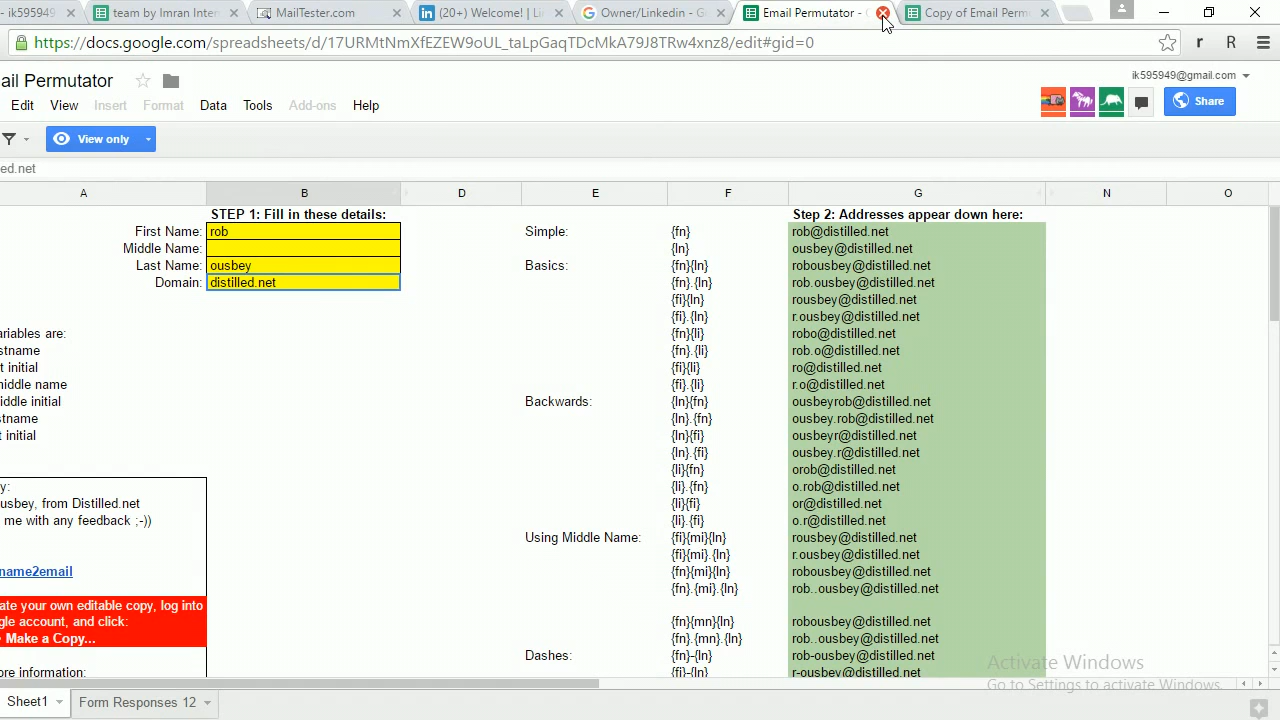 - ik595949
team by Imran Inter
MailTester.com
(20+) Welcome! | Li
Owner/Linkedin - G
Email Permutator -
Copy of Email Perm
https://docs.google.com/spreadsheets/d/17URMtNmXfEZEW9oUL_taLpGaqTDcMkA79J8TRw4xnz8/edit#gid=0
r
R
ail Permutator
ik595949@gmail.com
Edit View Insert Format Data Tools Add-ons Help
Share
View only
ed.net
A B D E F G N O
STEP 1: Fill in these details: Step 2: Addresses appear down here:
First Name: rob Simple: {fn} rob@distilled.net
Middle Name: {ln} ousbey@distilled.net
Last Name: ousbey Basics: {fn}{ln} robousbey@distilled.net
Domain: distilled.net {fn}.{ln} rob.ousbey@distilled.net
{fi}{ln} rousbey@distilled.net
{fi}.{ln} r.ousbey@distilled.net
ariables are: {fn}{li} robo@distilled.net
stname {fn}.{li} rob.o@distilled.net
t initial {fi}{li} ro@distilled.net
niddle name {fi}.{li} r.o@distilled.net
iddle initial Backwards: {ln}{fn} ousbeyrob@distilled.net
stname {ln}.{fn} ousbey.rob@distilled.net
t initial {ln}{fi} ousbeyr@distilled.net
{ln}.{fi} ousbey.r@distilled.net
{li}{fn} orob@distilled.net
y: {li}.{fn} o.rob@distilled.net
usbey, from Distilled.net {li}{fi} or@distilled.net
me with any feedback ;-)) {li}.{fi} o.r@distilled.net
Using Middle Name: {fi}{mi}{ln} rousbey@distilled.net
{fi}{mi}.{ln} r.ousbey@distilled.net
name2email {fn}{mi}{ln} robousbey@distilled.net
{fn}.{mi}.{ln} rob..ousbey@distilled.net
ate your own editable copy, log into
gle account, and click: {fn}{mn}{ln} robousbey@distilled.net
Make a Copy... {fn}.{mn}.{ln} rob..ousbey@distilled.net
Dashes: {fn}-{ln} rob-ousbey@distilled.net
ore information: {fi}-{ln} r-ousbey@distilled.net
Activate Windows
Go to Settings to activate Windows.
Sheet1
Form Responses 12